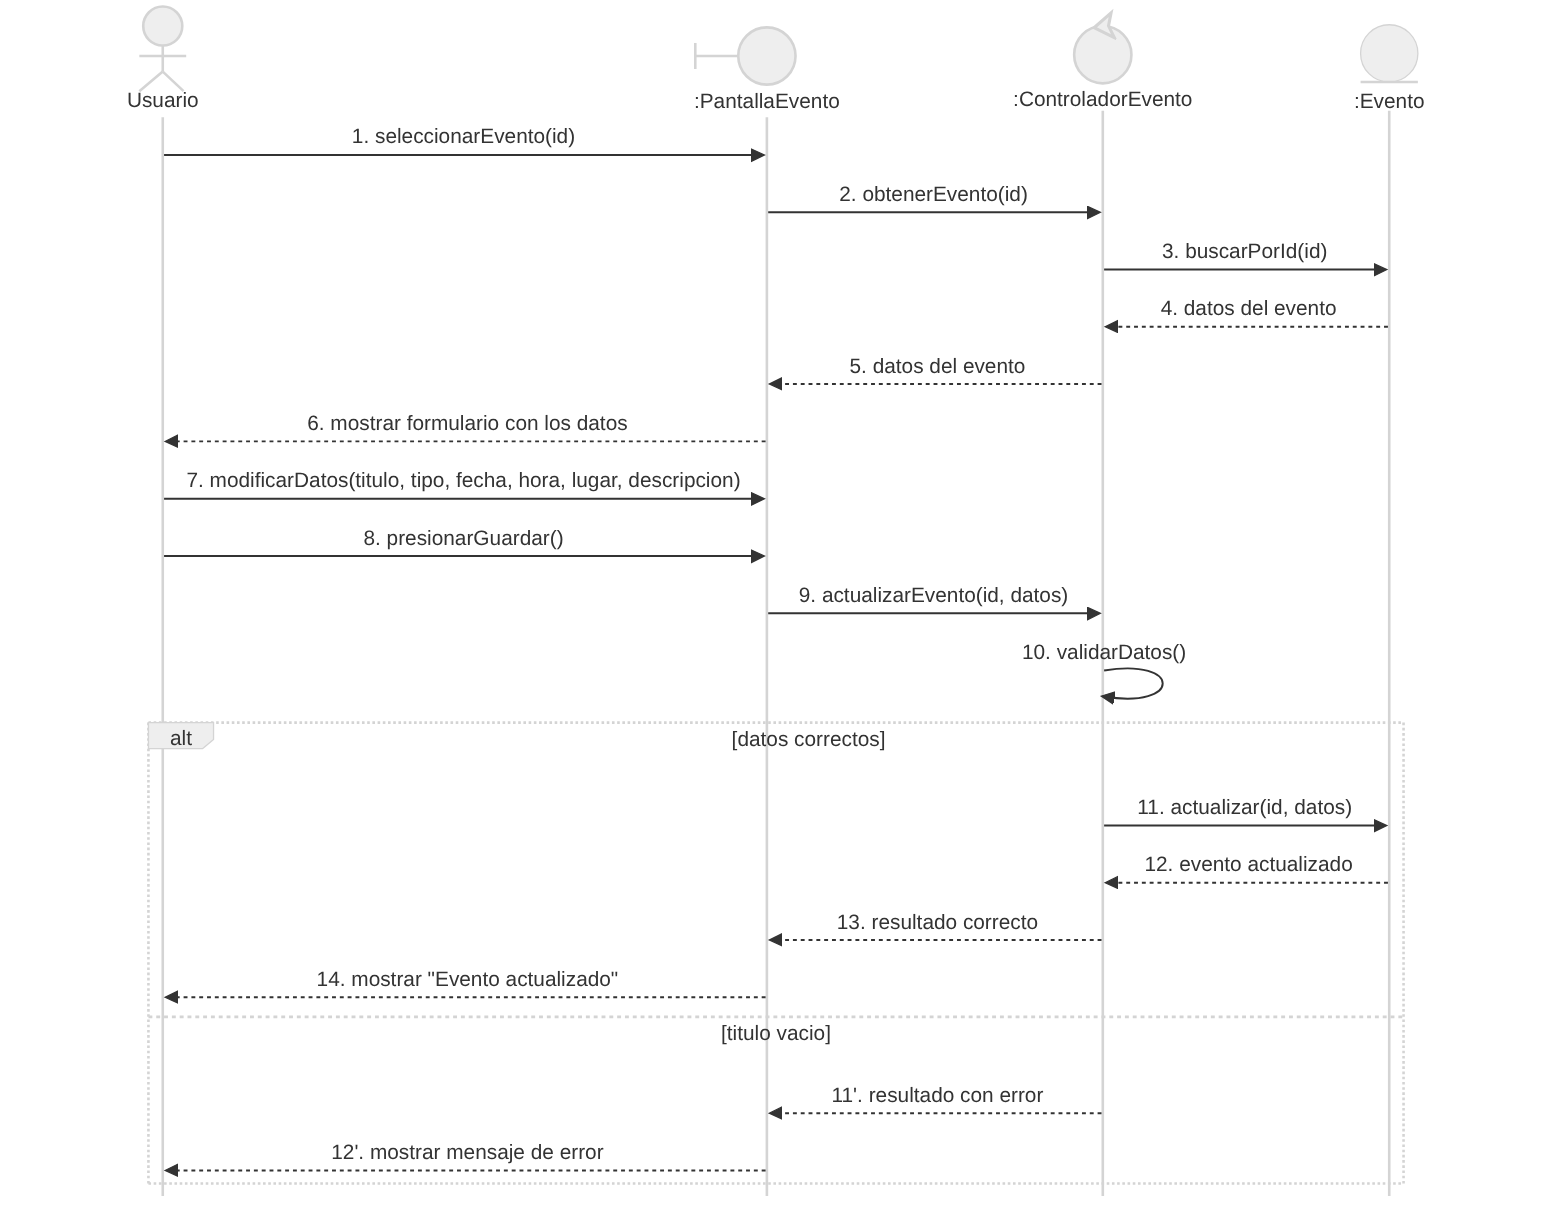 Usuario
:PantallaEvento
:ControladorEvento
:Evento
1. seleccionarEvento(id)
2. obtenerEvento(id)
3. buscarPorId(id)
4. datos del evento
5. datos del evento
6. mostrar formulario con los datos
7. modificarDatos(titulo, tipo, fecha, hora, lugar, descripcion)
8. presionarGuardar()
9. actualizarEvento(id, datos)
10. validarDatos()
alt
[datos correctos]
11. actualizar(id, datos)
12. evento actualizado
13. resultado correcto
14. mostrar "Evento actualizado"
[titulo vacio]
11'. resultado con error
12'. mostrar mensaje de error